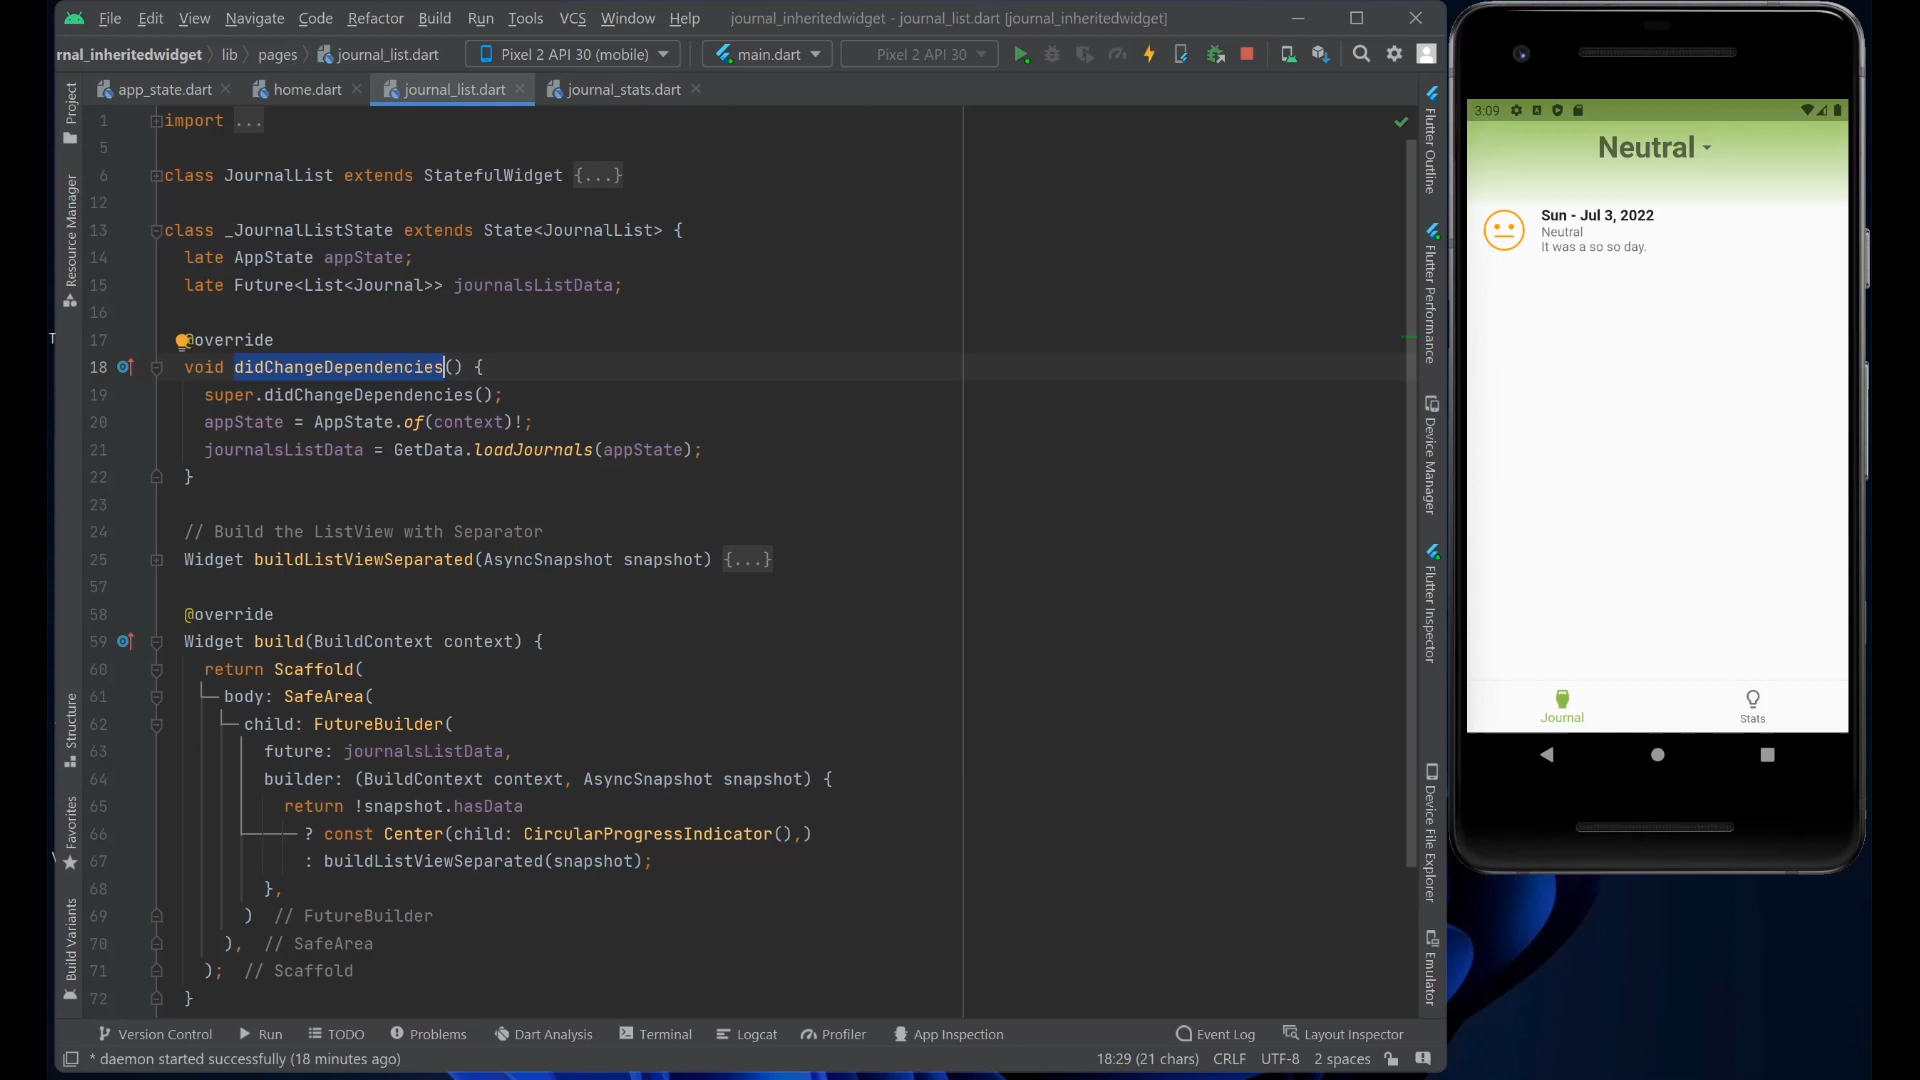 File Edit View Navigate Code Refactor Build Run Tools VCS Window Help journal_inheritedwidget - journal_list.dart [journal_inheritedwidget]
rnal_inheritedwidget lib pages journal_list.dart Pixel 2 API 30 (mobile) main.dart Pixel 2 API 30
app_state.dart home.dart journal_list.dart journal_stats.dart
1 import ...
5
6 class JournalList extends StatefulWidget {...}
12
13 class _JournalListState extends State<JournalList> {
14 late AppState appState;
15 late Future<List<Journal>> journalsListData;
16
17 @override
18 void didChangeDependencies() {
19 super.didChangeDependencies();
20 appState = AppState.of(context)!;
21 journalsListData = GetData.loadJournals(appState);
22 }
23
24 // Build the ListView with Separator
25 Widget buildListViewSeparated(AsyncSnapshot snapshot) {...}
57
58 @override
59 Widget build(BuildContext context) {
60 return Scaffold(
61 body: SafeArea(
62 child: FutureBuilder(
63 future: journalsListData,
64 builder: (BuildContext context, AsyncSnapshot snapshot) {
65 return !snapshot.hasData
66 ? const Center(child: CircularProgressIndicator(),)
67 : buildListViewSeparated(snapshot);
68 },
69 ) // FutureBuilder
70 ), // SafeArea
71 ); // Scaffold
72 }
Project
Resource Manager
Structure
Favorites
Build Variants
Flutter Outline
Flutter Performance
Device Manager
Flutter Inspector
Device File Explorer
Emulator
Version Control Run TODO Problems Dart Analysis Terminal Logcat Profiler App Inspection Event Log Layout Inspector
* daemon started successfully (18 minutes ago) 18:29 (21 chars) CRLF UTF-8 2 spaces
3:09
Neutral
Sun - Jul 3, 2022
Neutral
It was a so so day.
Journal Stats